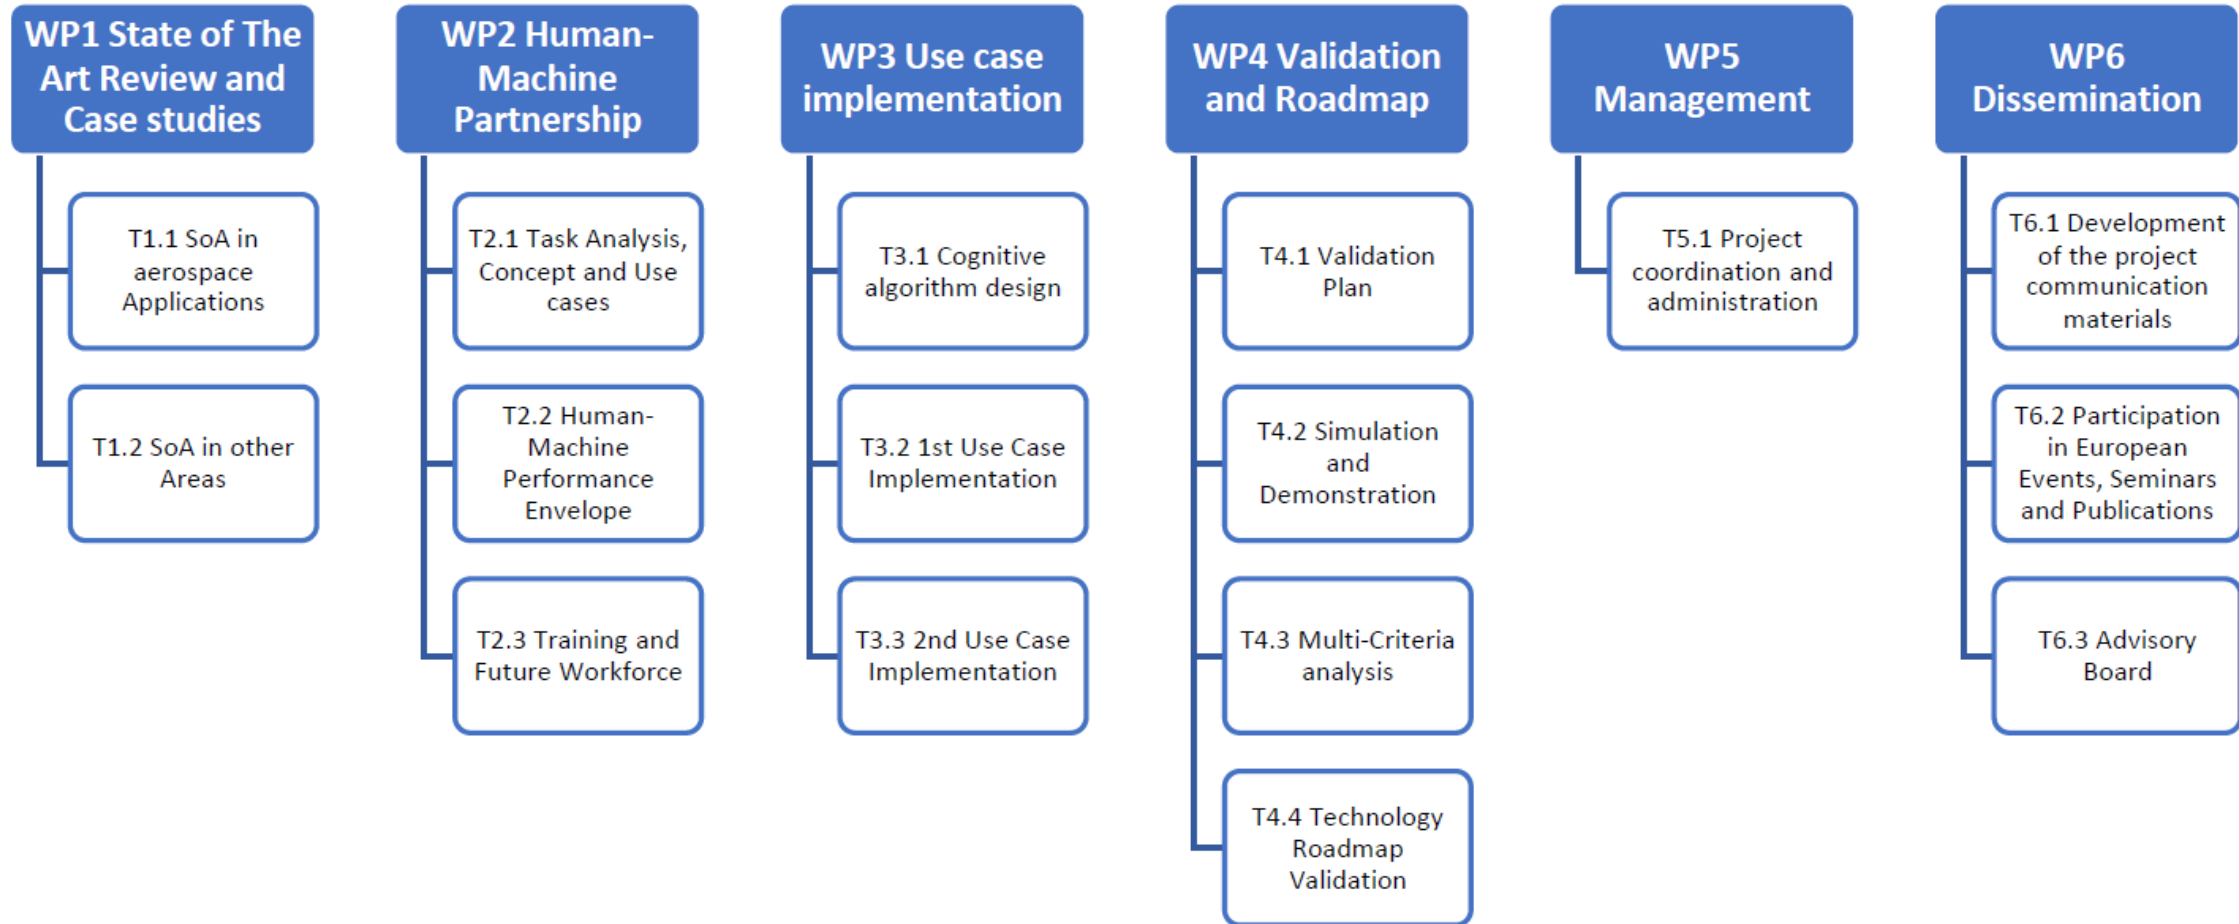 WP1 State of The
Art Review and
Case studies
T1.1 SoA in
aerospace
Applications
T1.2 SoA in other
Areas
WP2 Human-
Machine
Partnership
T2.1 Task Analysis,
Concept and Use
cases
T2.2 Human-
Machine
Performance
Envelope
T2.3 Training and
Future Workforce
WP3 Use case
implementation
T3.1 Cognitive
algorithm design
T3.2 1st Use Case
Implementation
T3.3 2nd Use Case
Implementation
WP4 Validation
and Roadmap
T4.1 Validation
Plan
T4.2 Simulation
and
Demonstration
T4.3 Multi-Criteria
analysis
T4.4 Technology
Roadmap
Validation
WP5
Management
T5.1 Project
coordination and
administration
WP6
Dissemination
T6.1 Development
of the project
communication
materials
T6.2 Participation
in European
Events, Seminars
and Publications
T6.3 Advisory
Board